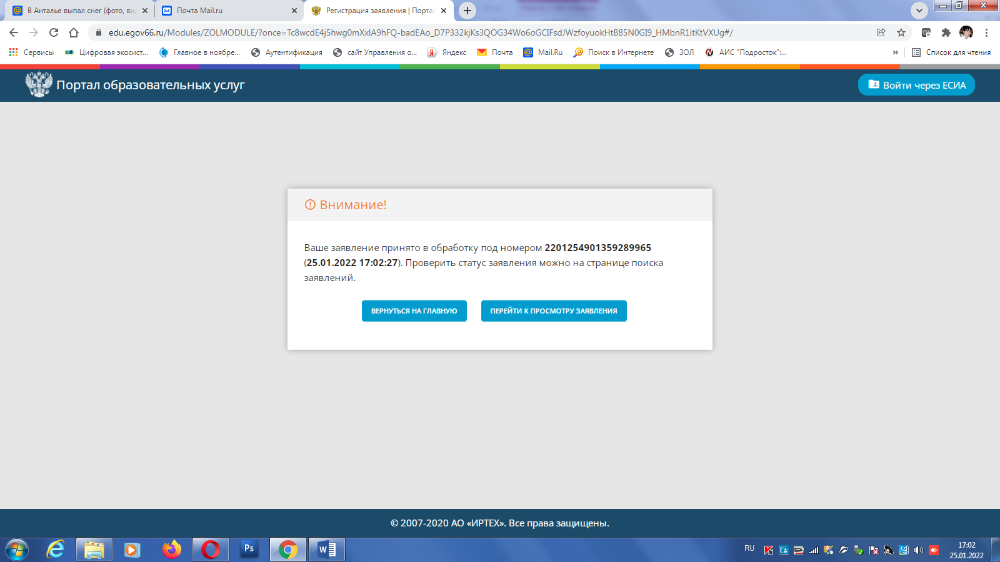 В Анталье выпал снег (фото, ви
Почта Mail.ru
Регистрация заявления | Порта
edu.egov66.ru/Modules/ZOLMODULE/?once=Tc8wcdE4j5hwg0mXxIA9hFQ-badEAo_D7P332kjKs3QOG34Wo6oGCIFsdJWzfoyuokHtB85N0GI9_HMbnR1itKtVXUg#/
Сервисы
Цифровая экосист...
Главное в ноябре...
Аутентификация
сайт Управления о...
Яндекс
Почта
Mail.Ru
Поиск в Интернете
ЗОЛ
АИС "Подросток":...
»
Список для чтения
Портал образовательных услуг
Войти через ЕСИА
Внимание!
Ваше заявление принято в обработку под номером 2201254901359289965
(25.01.2022 17:02:27). Проверить статус заявления можно на странице поиска
заявлений.
ВЕРНУТЬСЯ НА ГЛАВНУЮ
ПЕРЕЙТИ К ПРОСМОТРУ ЗАЯВЛЕНИЯ
© 2007-2020 АО «ИРТЕХ». Все права защищены.
Ps
W
RU
17:02
25.01.2022